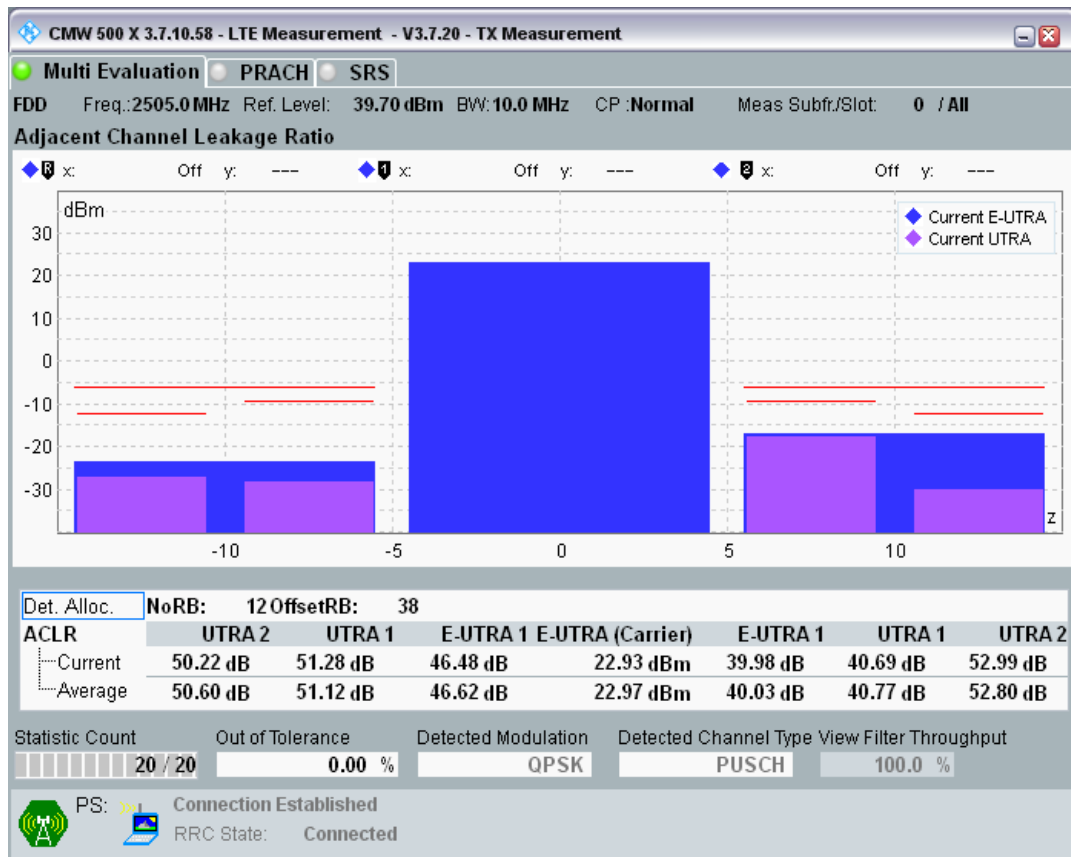 CMW 500 X 3.7.10.58 - LTE Measurement - V3.7.20 - TX Measurement
Multi Evaluation PRACH SRS
FDD Freq.:2505.0 MHz Ref. Level: 39.70 dBm BW:10.0 MHz CP :Normal Meas Subfr./Slot: 0 / All
Adjacent Channel Leakage Ratio
R x: Off y: --- 1 x: Off y: --- 2 x: Off y: ---
dBm
Current E-UTRA
Current UTRA
30
20
10
0
-10
-20
-30
z
-10 -5 0 5 10
Det. Alloc. NoRB: 12 OffsetRB: 38
ACLR UTRA 2 UTRA 1 E-UTRA 1 E-UTRA (Carrier) E-UTRA 1 UTRA 1 UTRA 2
Current 50.22 dB 51.28 dB 46.48 dB 22.93 dBm 39.98 dB 40.69 dB 52.99 dB
Average 50.60 dB 51.12 dB 46.62 dB 22.97 dBm 40.03 dB 40.77 dB 52.80 dB
Statistic Count Out of Tolerance Detected Modulation Detected Channel Type View Filter Throughput
20 / 20 0.00 % QPSK PUSCH 100.0 %
PS: Connection Established
RRC State: Connected